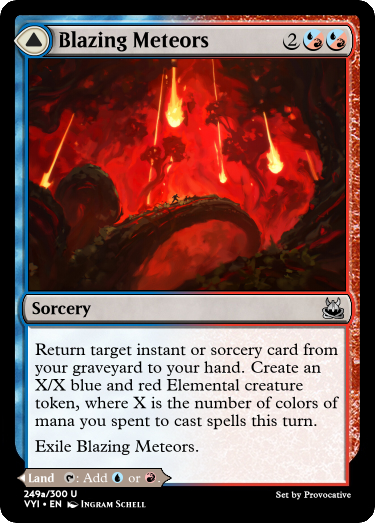 Blazing Meteors 2
Sorcery
Return target instant or sorcery card from
your graveyard to your hand. Create an
X/X blue and red Elemental creature
token, where X is the number of colors of
mana you spent to cast spells this turn.
Exile Blazing Meteors.
Land : Add or .
249a/300 U Set by Provocative
VYI • EN Ingram Schell